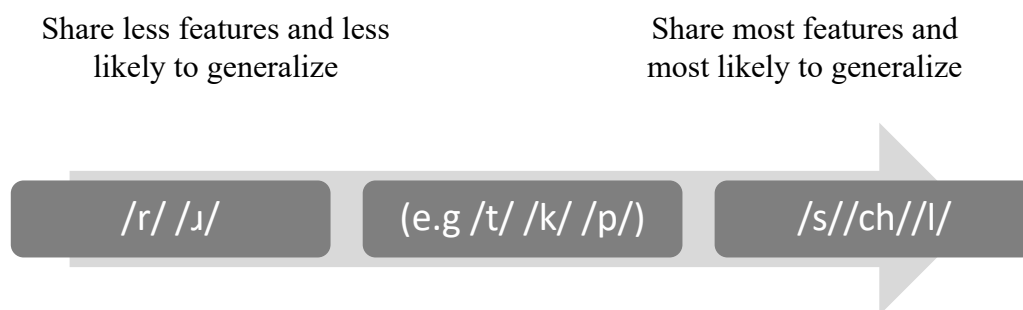 Share less features and less
likely to generalize
Share most features and
most likely to generalize
/r/ /ɹ/
(e.g /t/ /k/ /p/)
/s//ch//l/